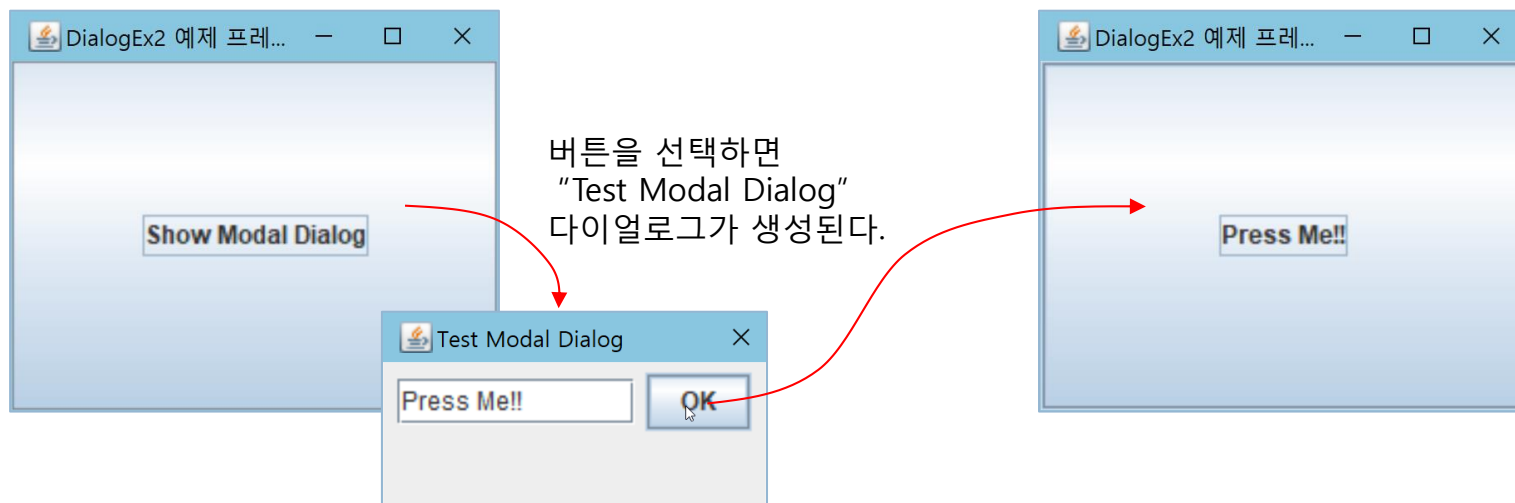 DialogEx2 예제 프레...
Show Modal Dialog
버튼을 선택하면
“Test Modal Dialog”
다이얼로그가 생성된다.
Test Modal Dialog
Press Me!!
OK
DialogEx2 예제 프레...
Press Me!!